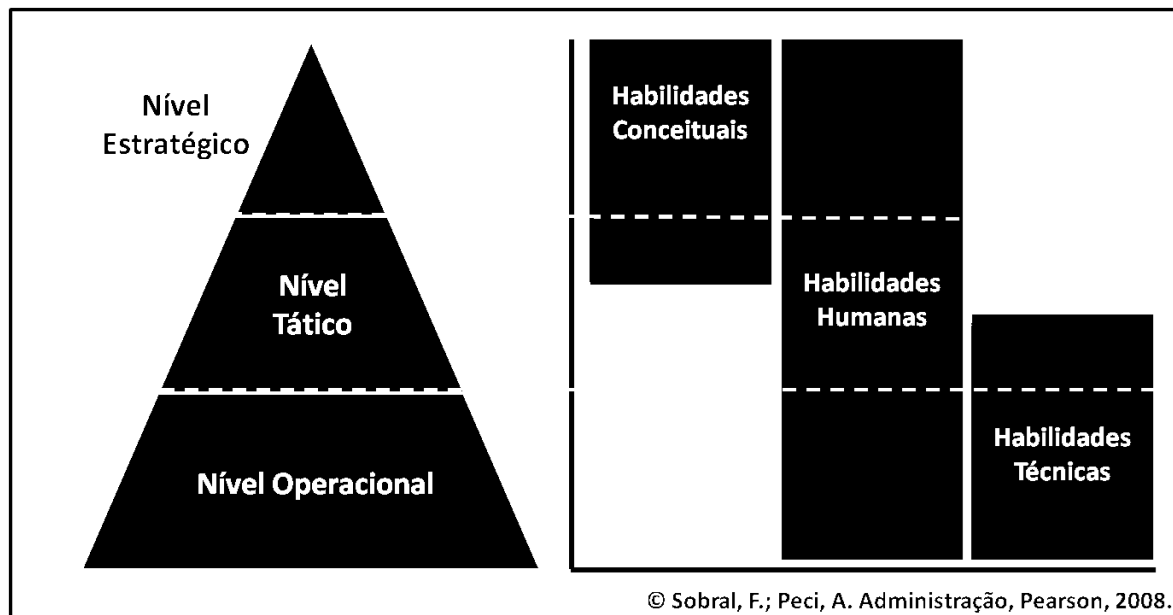 Nível
Estratégico
Nível
Tático
Nível Operacional
Habilidades
Conceituais
Habilidades
Humanas
Habilidades
Técnicas
© Sobral, F.; Peci, A. Administração, Pearson, 2008.